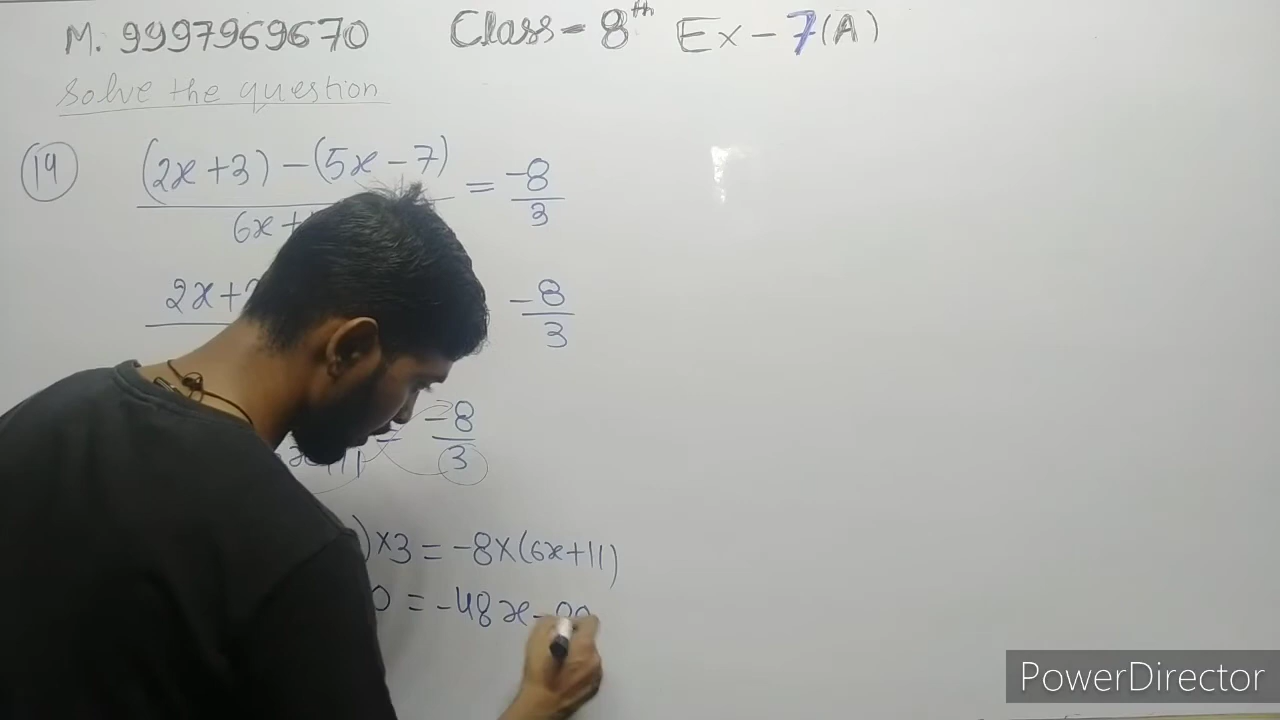 M. 9997969670 Class-8th Ex-7(A)
Solve the question
14 (2x+3)-(5x-7) = -8
6x+ 3
2x+ -8
3
= -8
x+11 3
)×3 = -8×(6x+11)
0 = -48x-88
PowerDirector